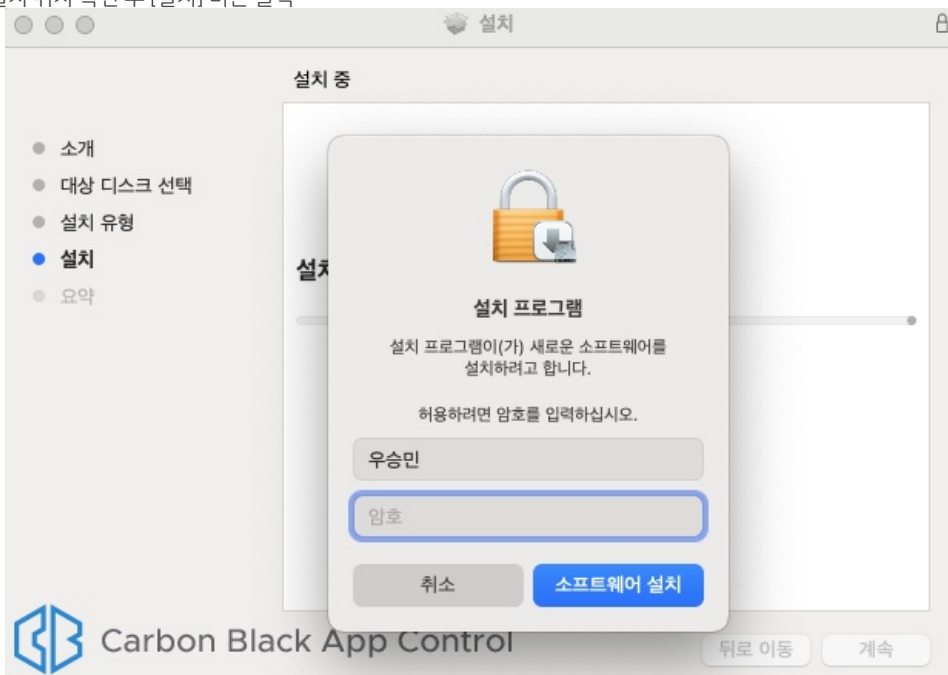 설치
설치 중
소개
대상 디스크 선택
설치 유형
설치
요약
설치 프로그램
설치 프로그램이(가) 새로운 소프트웨어를
설치하려고 합니다.
허용하려면 암호를 입력하십시오.
우승민
암호
취소
소프트웨어 설치
Carbon Black App Control
뒤로 이동
계속